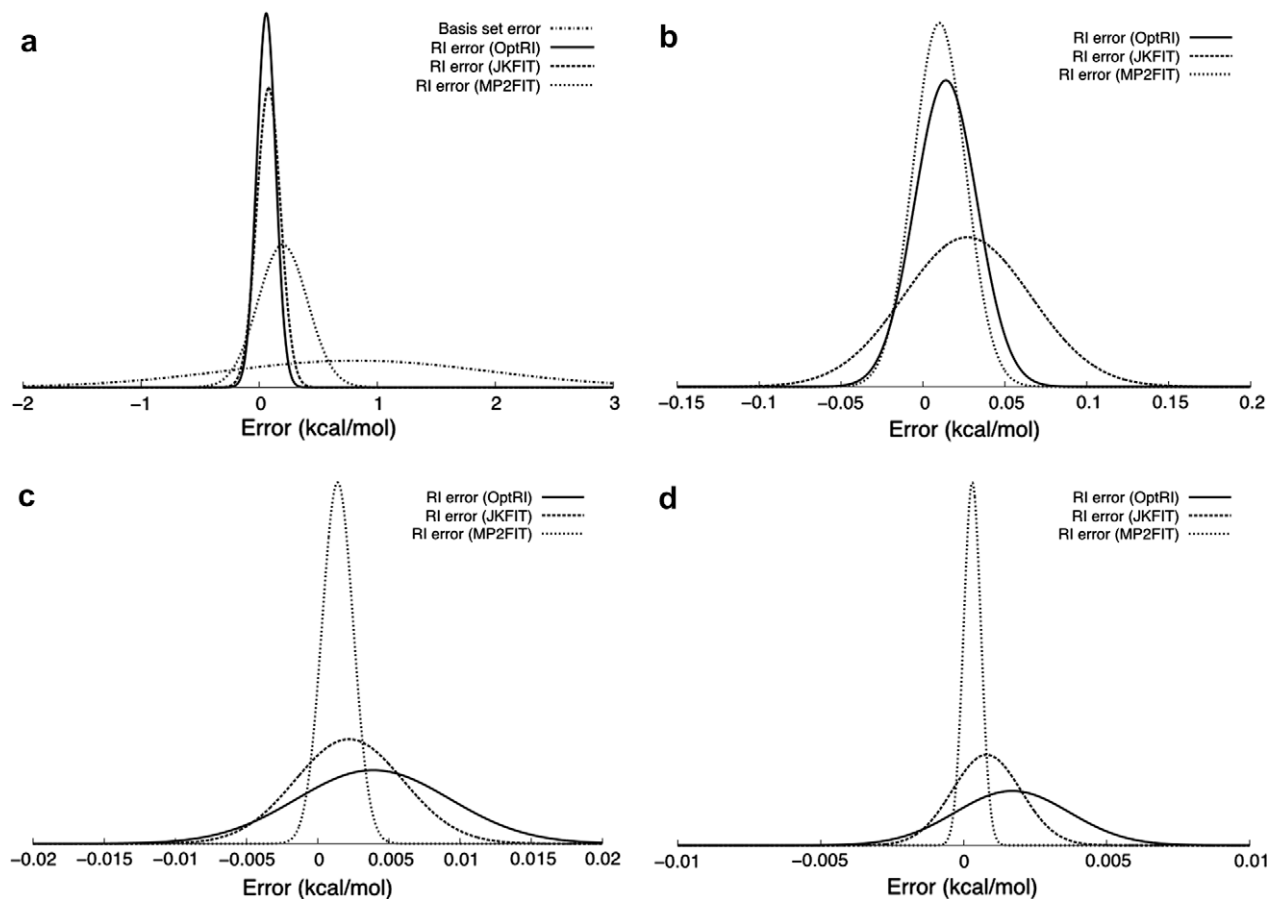 a
Basis set error
RI error (OptRI)
RI error (JKFIT)
RI error (MP2FIT)
−2 −1 0 1 2 3
Error (kcal/mol)
b
RI error (OptRI)
RI error (JKFIT)
RI error (MP2FIT)
−0.15 −0.1 −0.05 0 0.05 0.1 0.15 0.2
Error (kcal/mol)
c
RI error (OptRI)
RI error (JKFIT)
RI error (MP2FIT)
−0.02 −0.015 −0.01 −0.005 0 0.005 0.01 0.015 0.02
Error (kcal/mol)
d
RI error (OptRI)
RI error (JKFIT)
RI error (MP2FIT)
−0.01 −0.005 0 0.005 0.01
Error (kcal/mol)